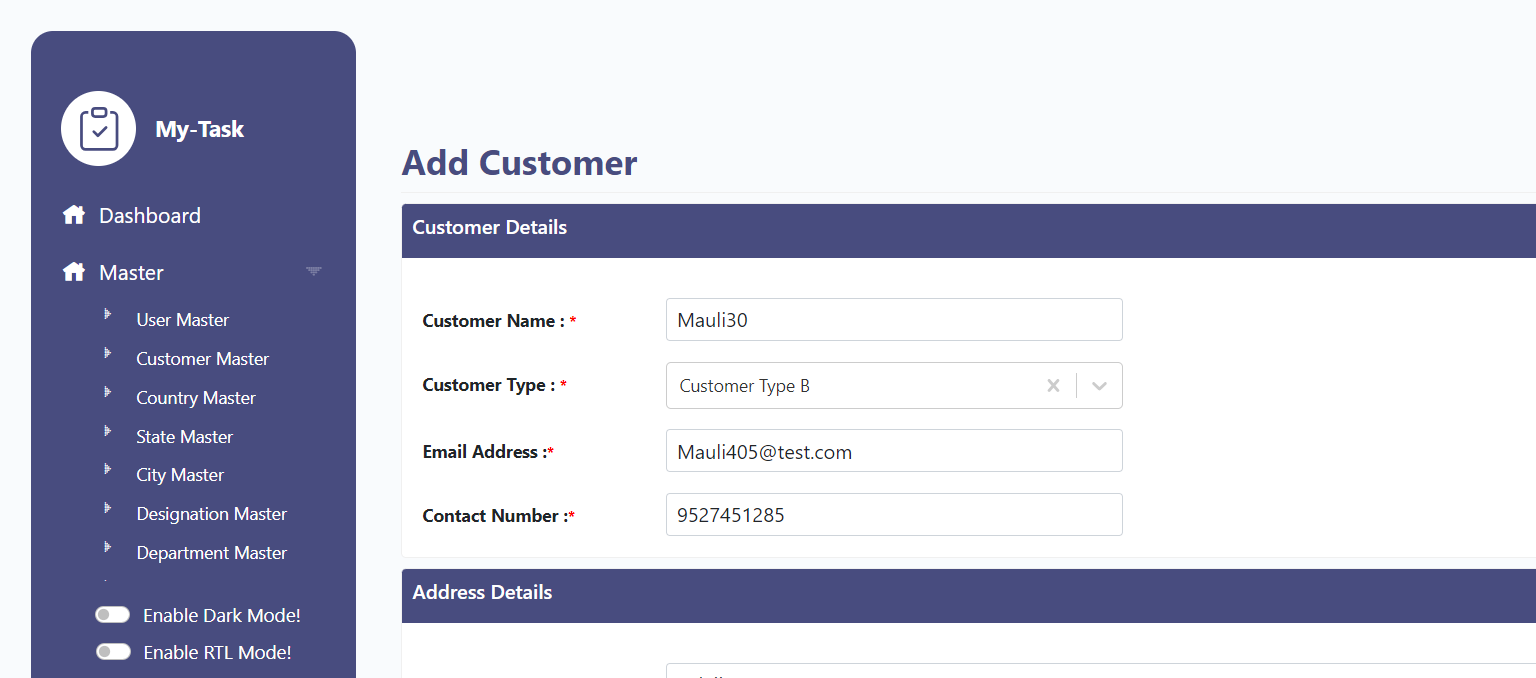 My-Task
Dashboard
Master
User Master
Customer Master
Country Master
State Master
City Master
Designation Master
Department Master
Enable Dark Mode!
Enable RTL Mode!
Add Customer
Customer Details
Customer Name : * Mauli30
Customer Type : * Customer Type B
Email Address :* Mauli405@test.com
Contact Number :* 9527451285
Address Details